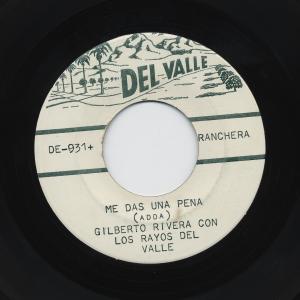 DEL VALLE
DE-931+
RANCHERA
ME DAS UNA PENA
(ADDA)
GILBERTO RIVERA CON
LOS RAYOS DEL
VALLE